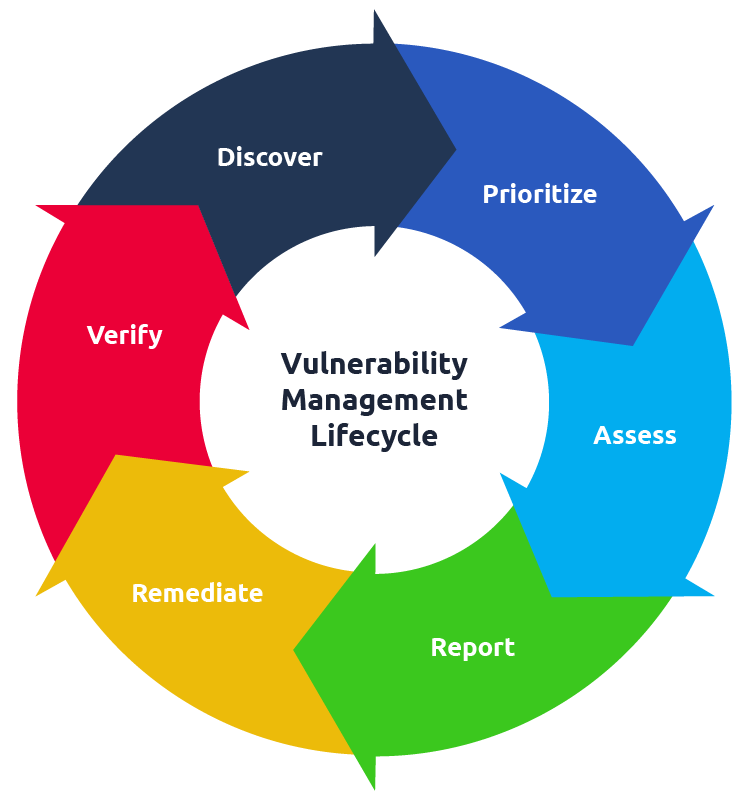 Discover
Prioritize
Verify
Vulnerability
Management
Lifecycle
Assess
Remediate
Report